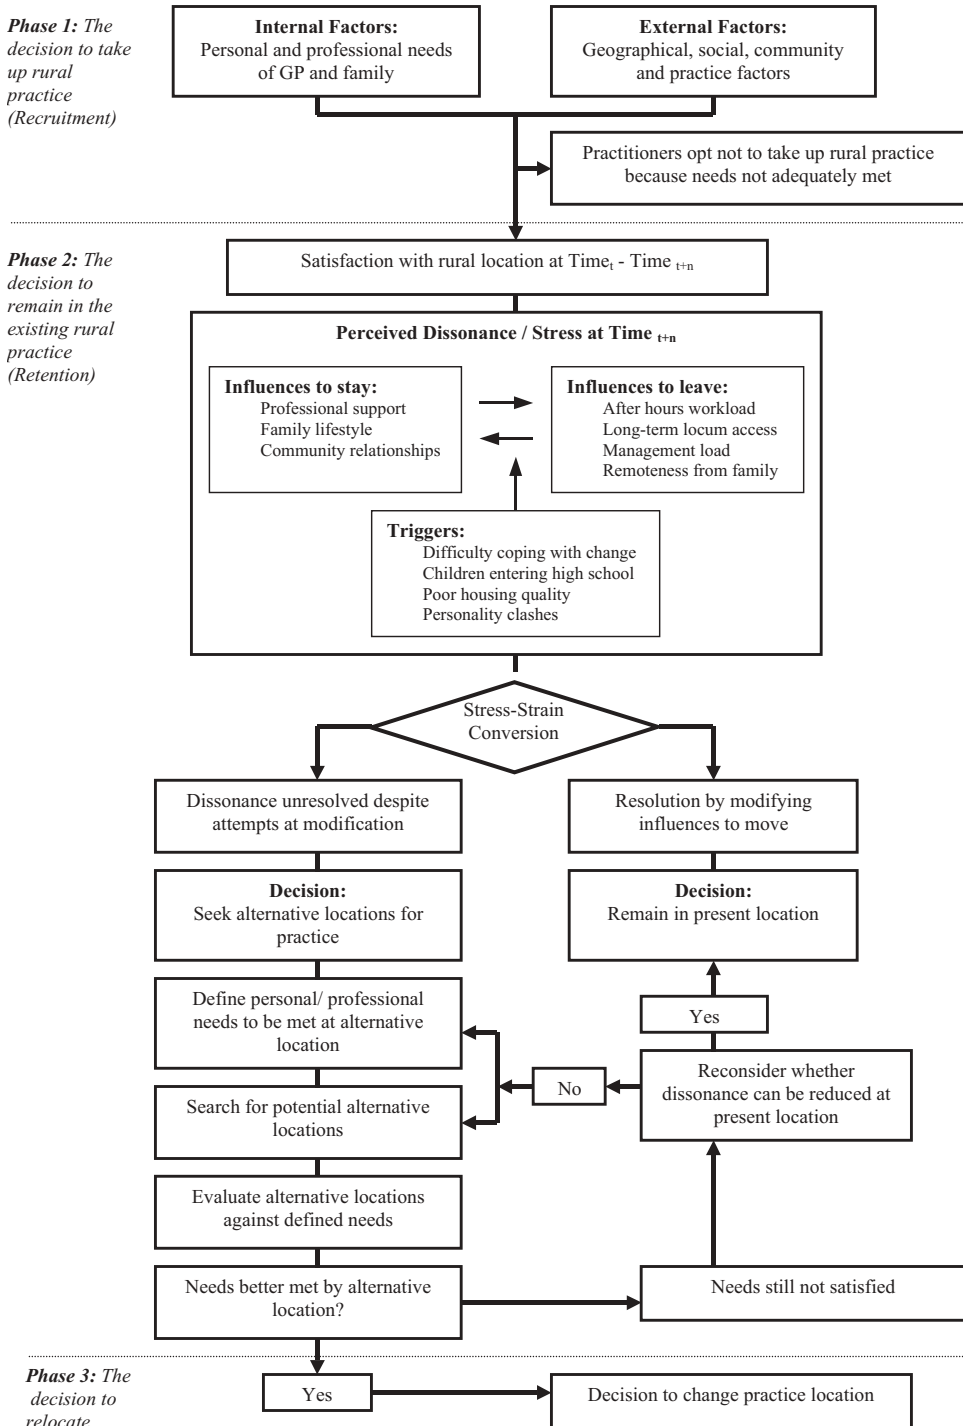 Phase 1: The
decision to take
up rural
practice
(Recruitment)
Internal Factors:
Personal and professional needs
of GP and family
External Factors:
Geographical, social, community
and practice factors
Practitioners opt not to take up rural practice
because needs not adequately met
Phase 2: The
decision to
remain in the
existing rural
practice
(Retention)
Satisfaction with rural location at Timet - Time t+n
Perceived Dissonance / Stress at Time t+n
Influences to stay:
Professional support
Family lifestyle
Community relationships
Influences to leave:
After hours workload
Long-term locum access
Management load
Remoteness from family
Triggers:
Difficulty coping with change
Children entering high school
Poor housing quality
Personality clashes
Stress-Strain
Conversion
Dissonance unresolved despite
attempts at modification
Resolution by modifying
influences to move
Decision:
Seek alternative locations for
practice
Decision:
Remain in present location
Define personal/ professional
needs to be met at alternative
location
Yes
No
Reconsider whether
dissonance can be reduced at
present location
Search for potential alternative
locations
Evaluate alternative locations
against defined needs
Needs better met by alternative
location?
Needs still not satisfied
Phase 3: The
decision to
relocate
Yes
Decision to change practice location